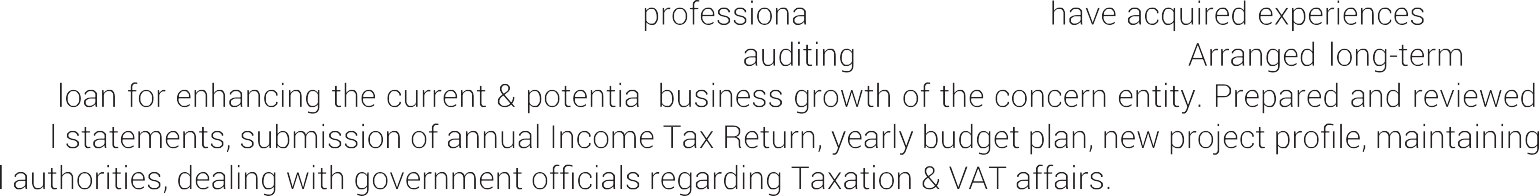 professiona have acquired experiences
auditing Arranged long-term
loan for enhancing the current & potentia business growth of the concern entity. Prepared and reviewed
l statements, submission of annual Income Tax Return, yearly budget plan, new project profile, maintaining
l authorities, dealing with government officials regarding Taxation & VAT affairs.